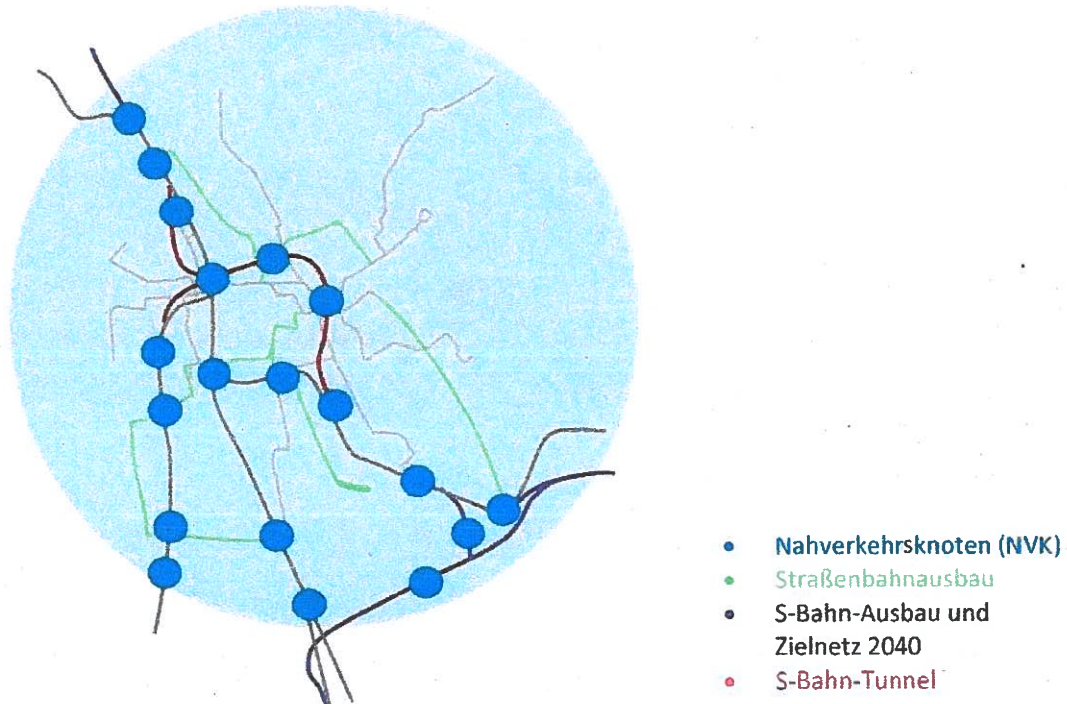 Nahverkehrsknoten (NVK)
Straßenbahnausbau
S-Bahn-Ausbau und
Zielnetz 2040
S-Bahn-Tunnel